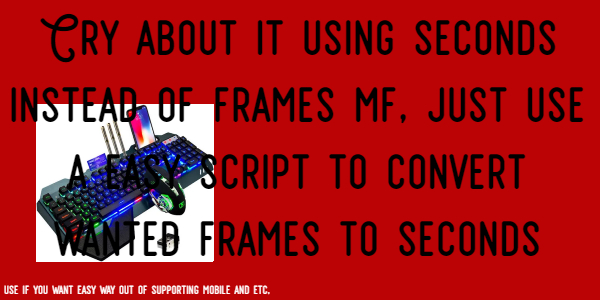 Cry about it using seconds
instead of frames mf, just use
a easy script to convert
wanted frames to seconds
use if you want easy way out of supporting mobile and etc.